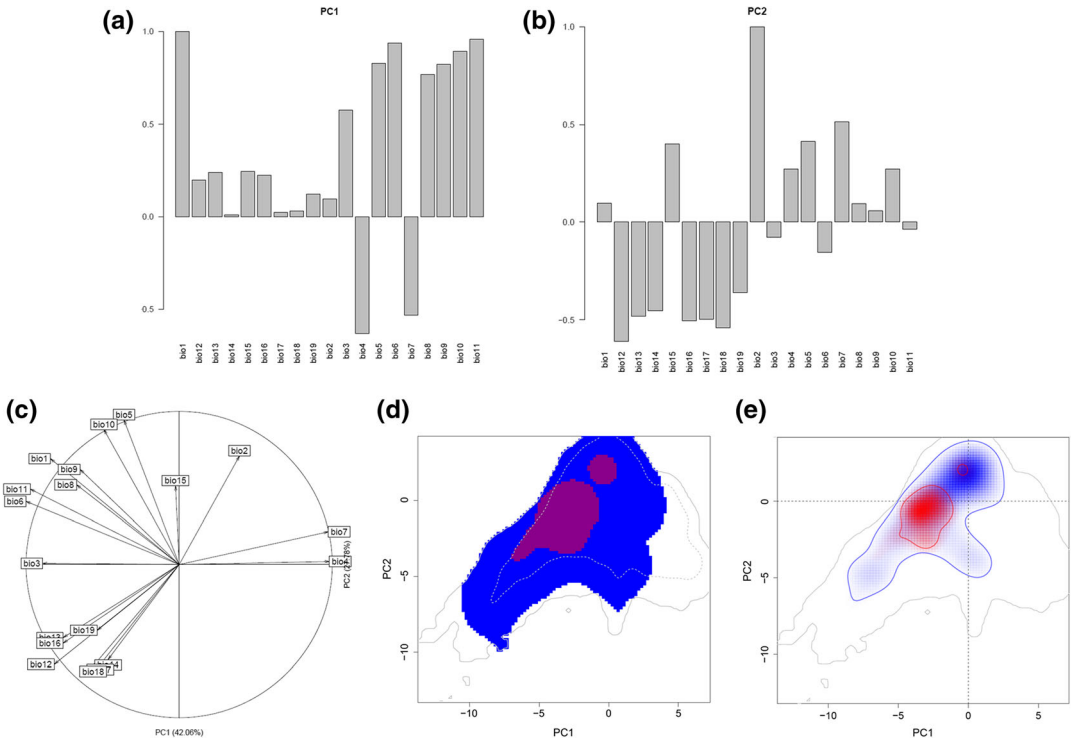 (a)
PC1
1.0
0.5
0.0
0.5
bio1
bio12
bio13
bio14
bio15
bio16
bio17
bio18
bio19
bio2
bio3
bio4
bio5
bio6
bio7
bio8
bio9
bio10
bio11
(b)
PC2
1.0
0.5
0.0
−0.5
bio1
bio12
bio13
bio14
bio15
bio16
bio17
bio18
bio19
bio2
bio3
bio4
bio5
bio6
bio7
bio8
bio9
bio10
bio11
(c)
bio5
bio10
bio2
bio1
bio9
bio15
bio8
bio11
bio6
bio7
bio3
bio19
bio16
bio12
bio18
PC1 (42.06%)
(d)
PC2
0
−5
−10
−10
−5
0
5
PC1
(e)
PC2
0
−5
−10
−10
−5
0
5
PC1